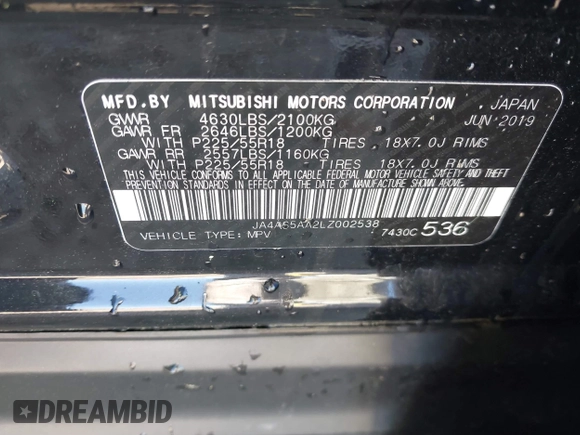 MFD. BY MITSUBISHI MOTORS CORPORATION JAPAN
GVWR 4630LBS/2100KG JUN 2019
GAWR FR 2646LBS/1200KG
WITH P225/55R18 TIRES 18X7.0J RIMS
GAWR RR 2557LBS/1160KG
WITH P225/55R18 TIRES 18X7.0J RIMS
THIS VEHICLE CONFORMS TO ALL APPLICABLE FEDERAL MOTOR VEHICLE SAFETY AND THEFT
PREVENTION STANDARDS IN EFFECT ON THE DATE OF MANUFACTURE SHOWN ABOVE.
JA4AS5AA2LZ002538
VEHICLE TYPE: MPV 7430C 536
DREAMBID